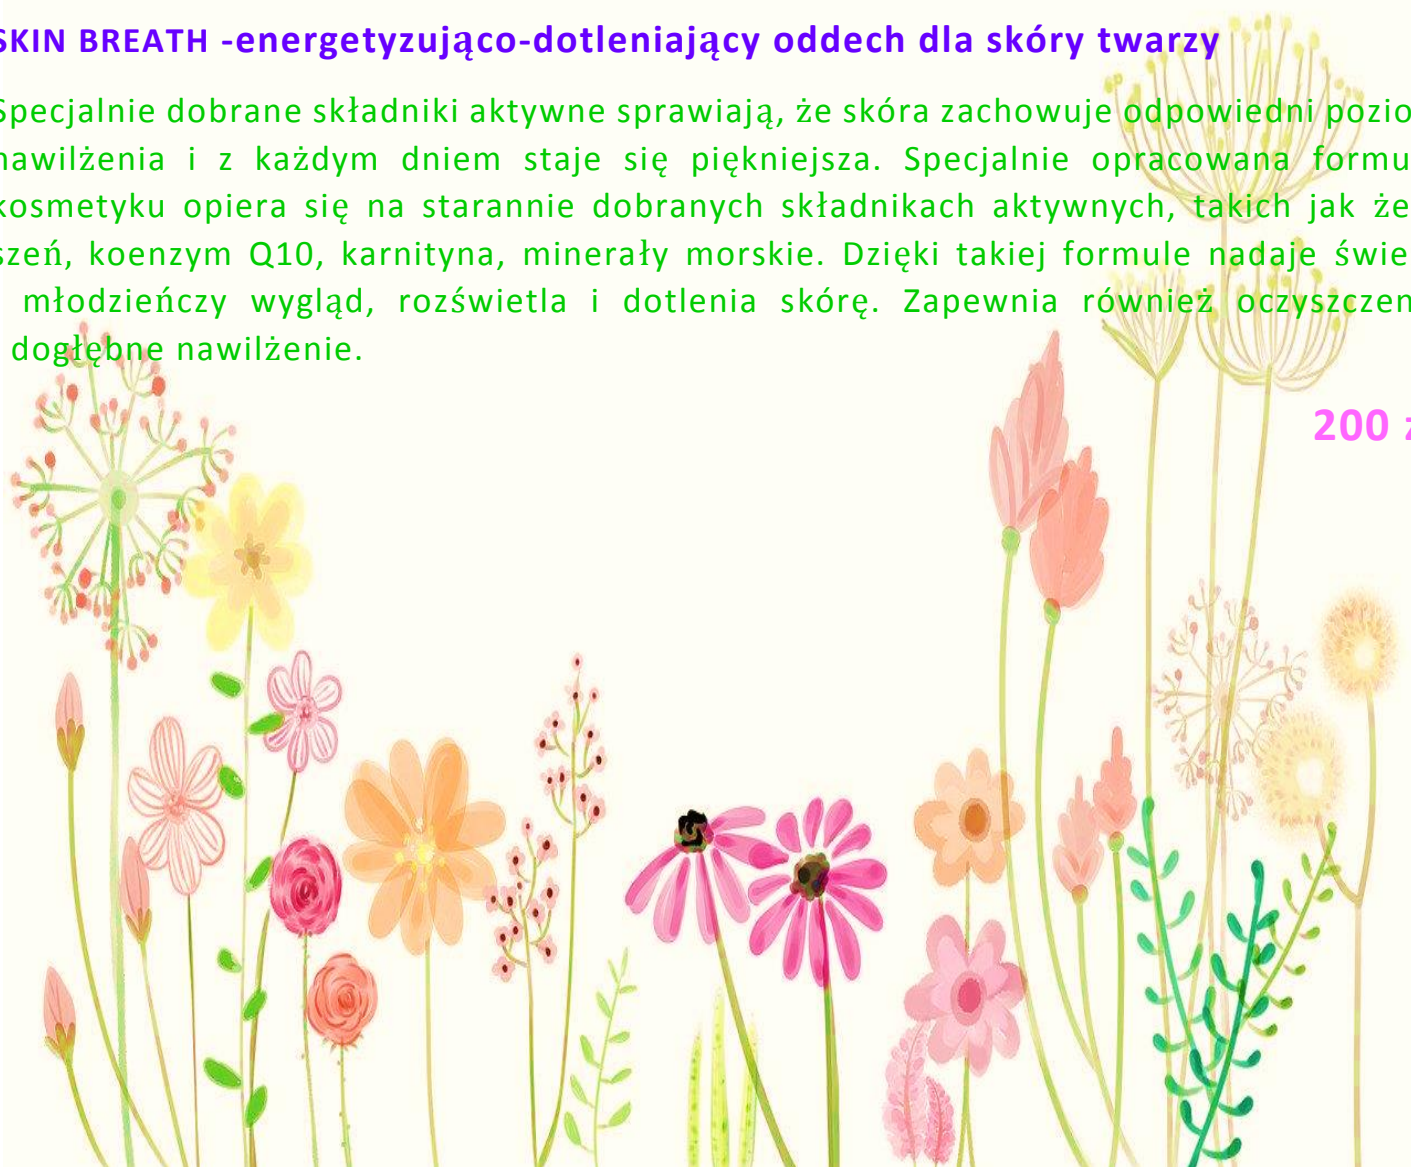 SKIN BREATH -energetyzująco-dotleniający oddech dla skóry twarzy
Specjalnie dobrane składniki aktywne sprawiają, że skóra zachowuje odpowiedni pozio
nawilżenia i z każdym dniem staje się piękniejsza. Specjalnie opracowana formu
kosmetyku opiera się na starannie dobranych składnikach aktywnych, takich jak że
szeń, koenzym Q10, karnityna, minerały morskie. Dzięki takiej formule nadaje świe
młodzieńczy wygląd, rozświetla i dotlenia skórę. Zapewnia również oczyszczen
dogłębne nawilżenie.
200 z